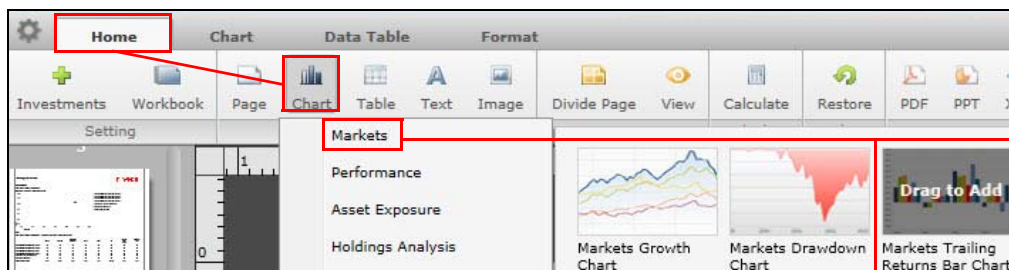 Home Chart Data Table Format
Investments Workbook Page Chart Table Text Image Divide Page View Calculate Restore PDF PPT
Setting
1
0
Markets
Performance
Asset Exposure
Holdings Analysis
Markets Growth
Chart
Markets Drawdown
Chart
Drag to Add
Markets Trailing
Returns Bar Chart